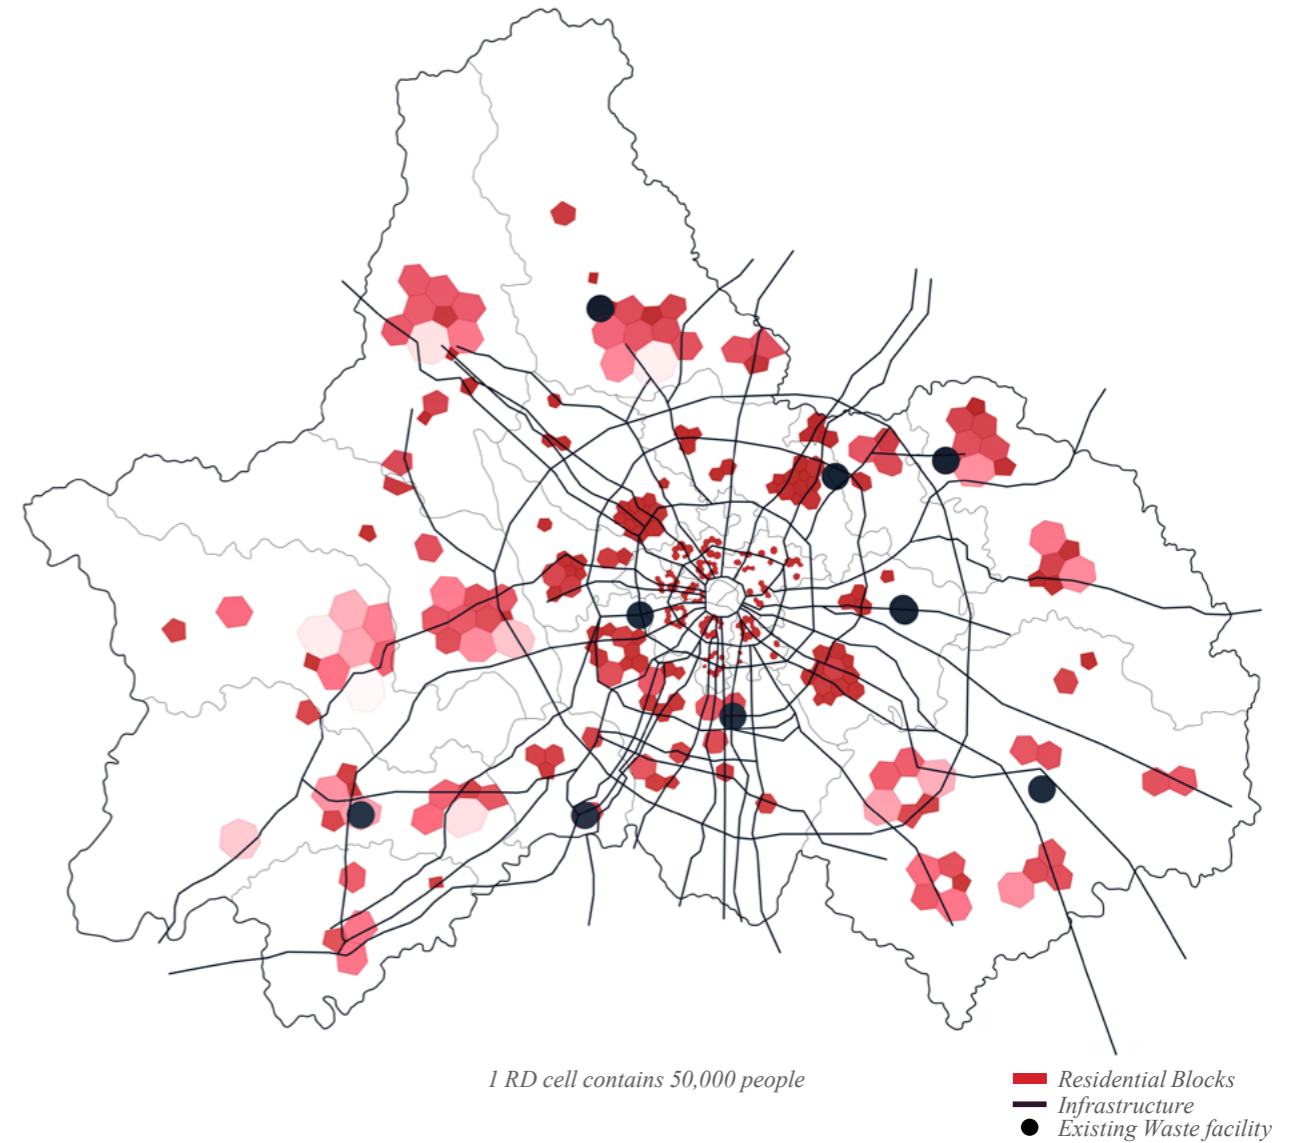 1 RD cell contains 50,000 people
Residential Blocks
Infrastructure
Existing Waste facility